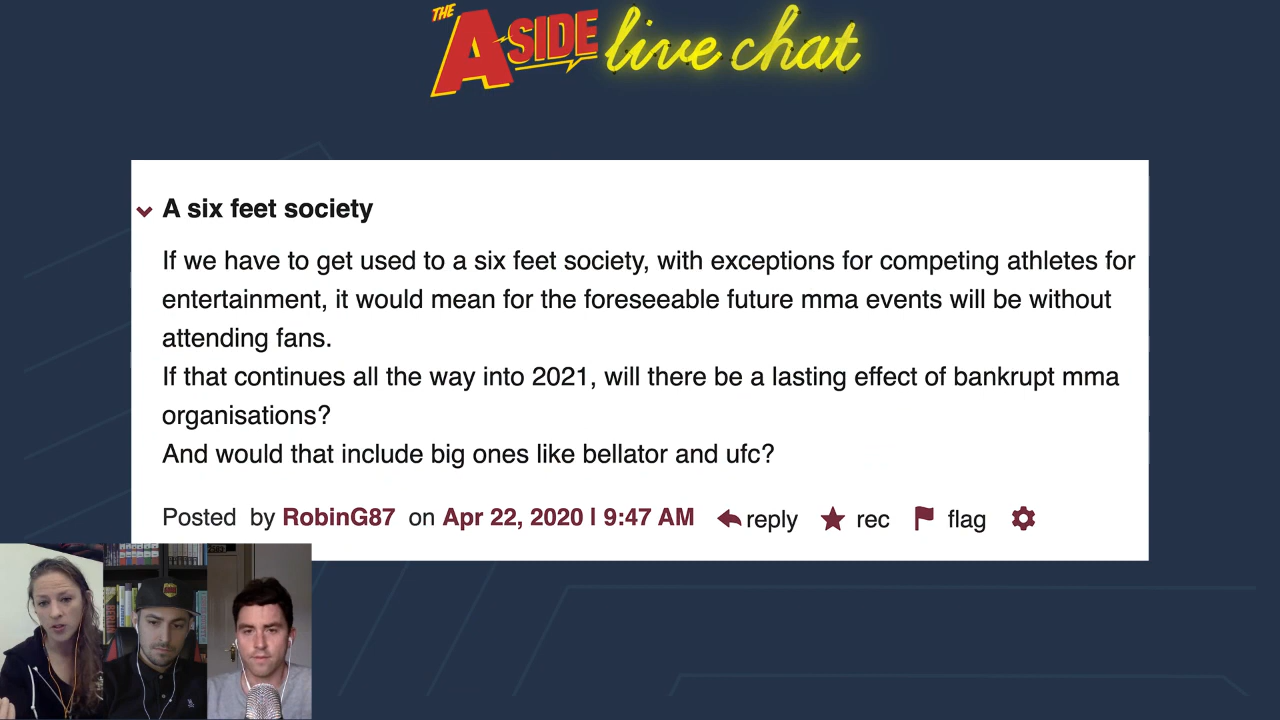 THE A SIDE live chat
A six feet society
If we have to get used to a six feet society, with exceptions for competing athletes for
entertainment, it would mean for the foreseeable future mma events will be without
attending fans.
If that continues all the way into 2021, will there be a lasting effect of bankrupt mma
organisations?
And would that include big ones like bellator and ufc?
Posted by RobinG87 on Apr 22, 2020 | 9:47 AM reply rec flag